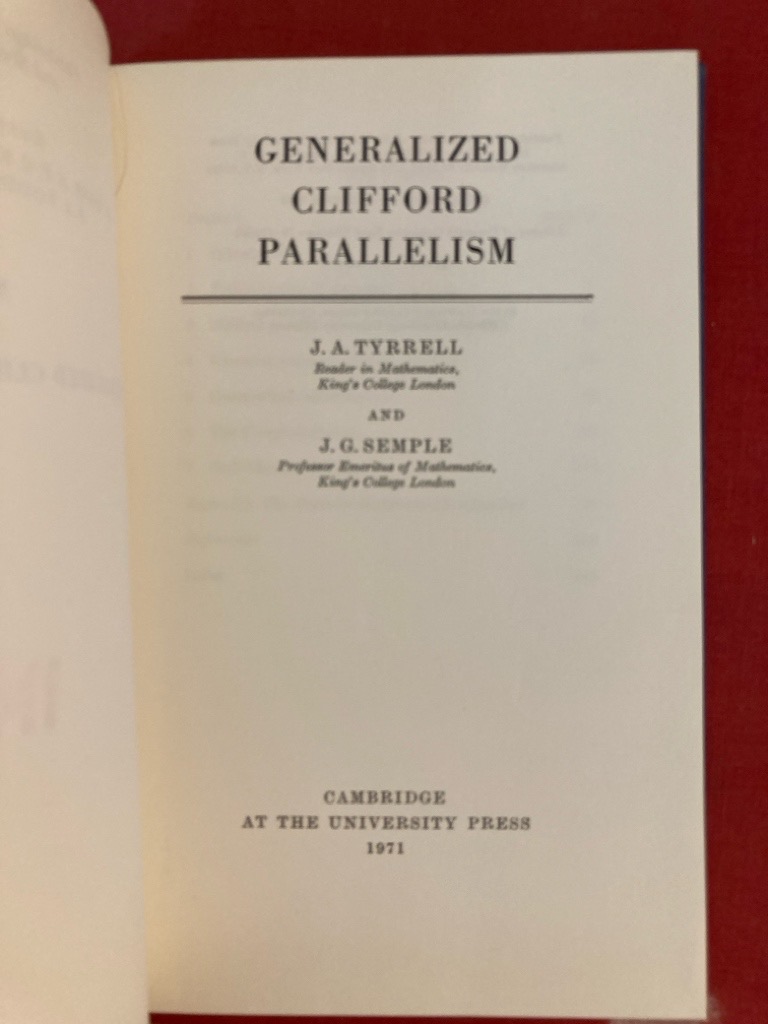 GENERALIZED
CLIFFORD
PARALLELISM
J. A. TYRRELL
Reader in Mathematics,
King's College London
AND
J. G. SEMPLE
Professor Emeritus of Mathematics,
King's College London
CAMBRIDGE
AT THE UNIVERSITY PRESS
1971